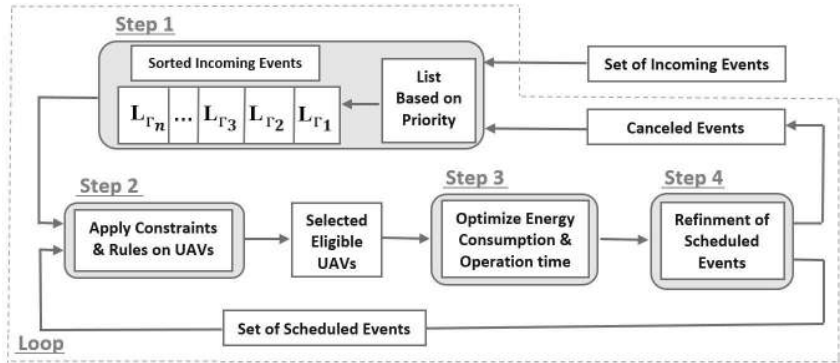 Step 1
Sorted Incoming Events
L_{Γ_n} ... L_{Γ_3} L_{Γ_2} L_{Γ_1}
List
Based on
Priority
Set of Incoming Events
Canceled Events
Step 2
Apply Constraints
& Rules on UAVs
Selected
Eligible
UAVs
Step 3
Optimize Energy
Consumption &
Operation time
Step 4
Refinment of
Scheduled
Events
Set of Scheduled Events
Loop